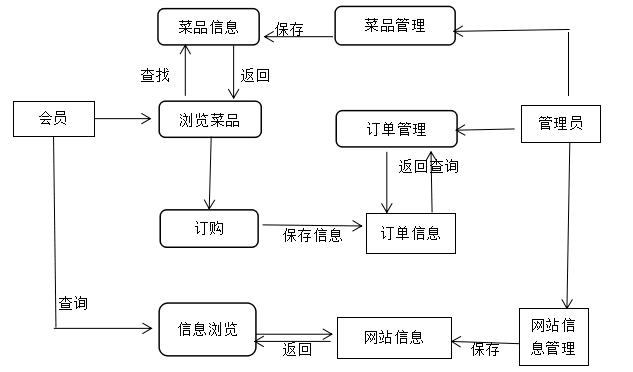 菜品信息
保存
菜品管理
查找
返回
会员
浏览菜品
订单管理
管理员
返回查询
订购
保存信息
订单信息
查询
信息浏览
返回
网站信息
保存
网站信
息管理